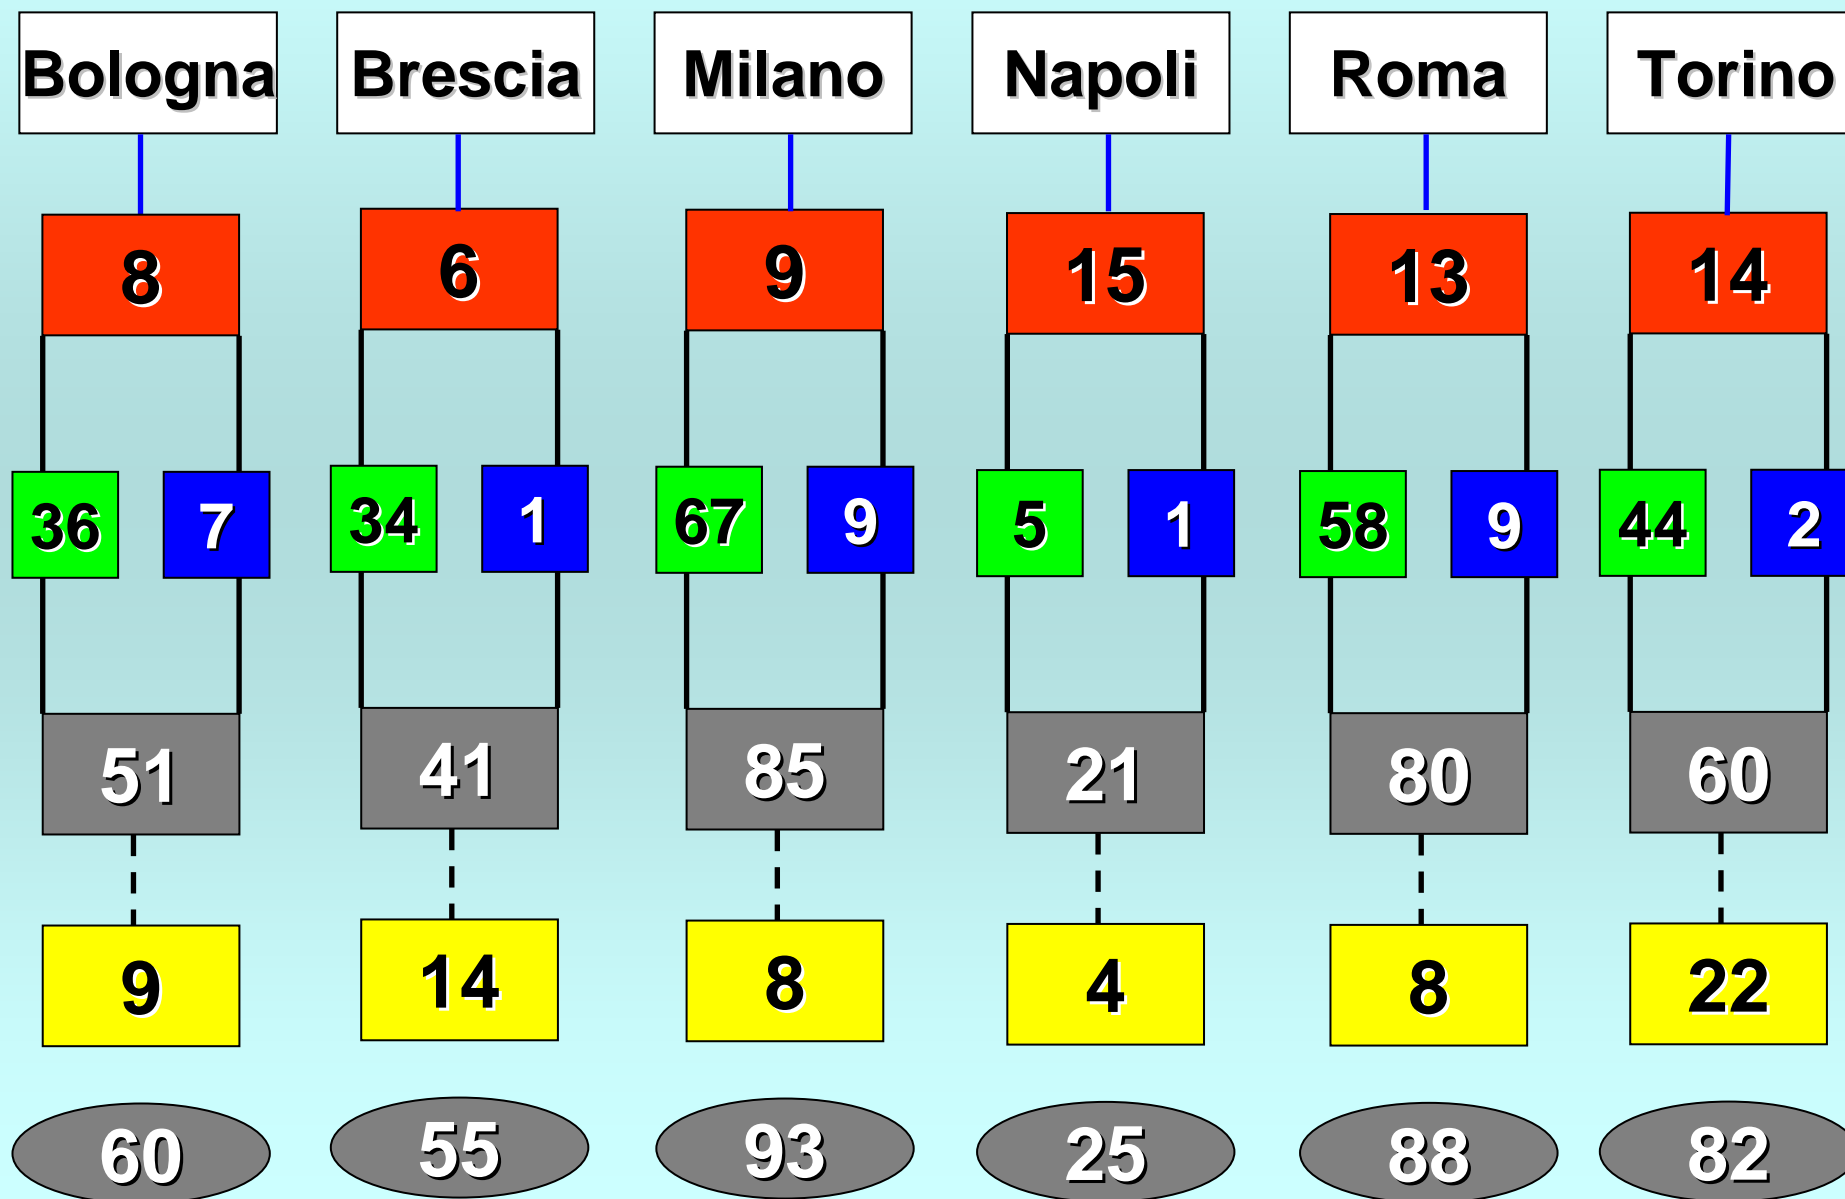 Bologna Brescia Milano Napoli Roma Torino
8 6 9 15 13 14
36 7 34 1 67 9 5 1 58 9 44 2
51 41 85 21 80 60
9 14 8 4 8 22
60 55 93 25 88 82